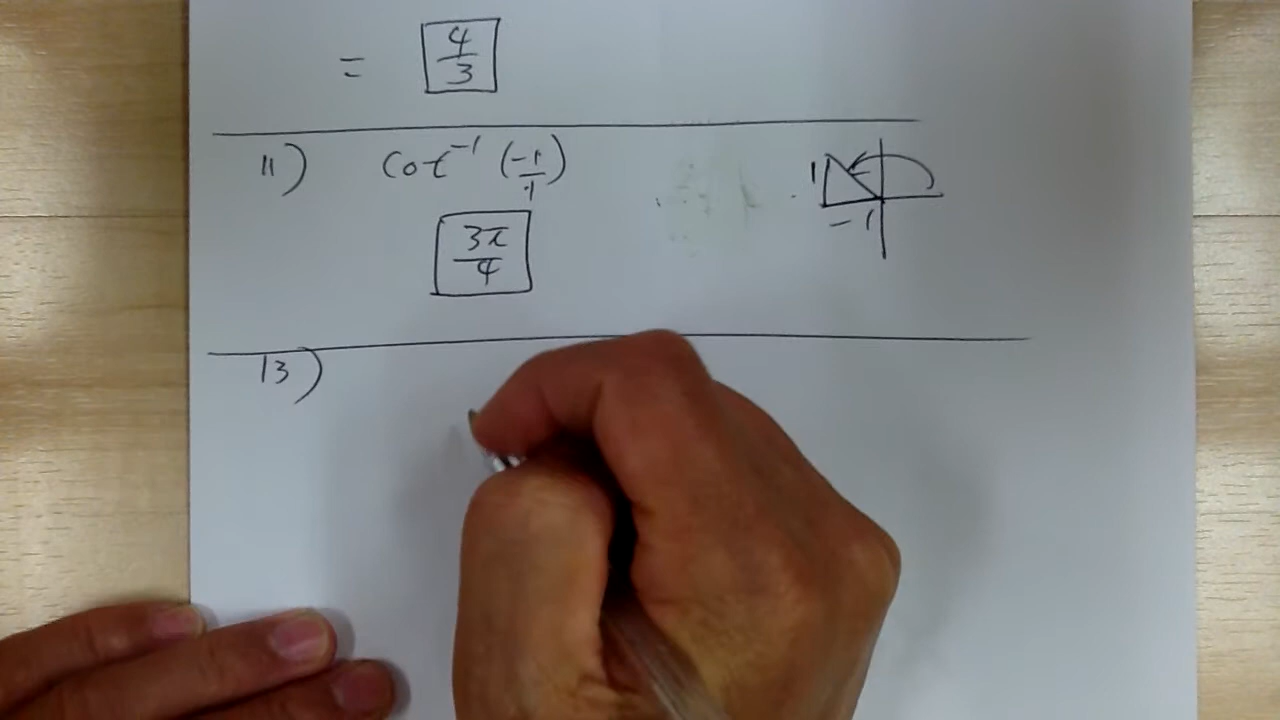 = 4/3
11) cot⁻¹ (-1/1)
1
-1
3π/4
13)